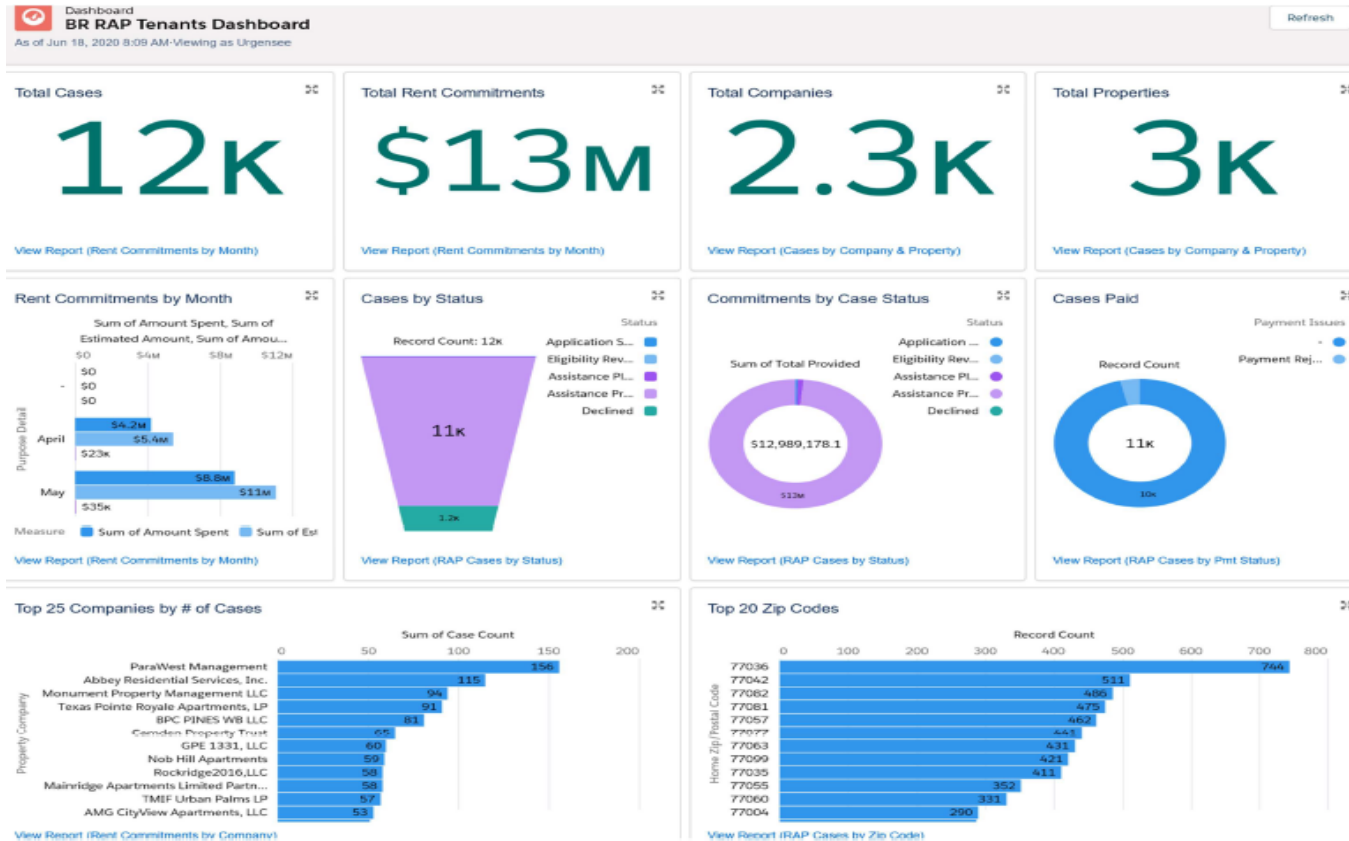 Dashboard
BR RAP Tenants Dashboard
As of Jun 18, 2020 8:09 AM·Viewing as Urgensee
Refresh
Total Cases
12K
View Report (Rent Commitments by Month)
Total Rent Commitments
$13M
View Report (Rent Commitments by Month)
Total Companies
2.3K
View Report (Cases by Company & Property)
Total Properties
3K
View Report (Cases by Company & Property)
Rent Commitments by Month
Sum of Amount Spent, Sum of
Estimated Amount, Sum of Amou...
$0 $4M $8M $12M
Purpose Detail
-
$0
$0
$0
April
$4.2M
$5.4M
$23K
May
$8.8M
$11M
$35K
Measure Sum of Amount Spent Sum of Est
View Report (Rent Commitments by Month)
Cases by Status
Status
Record Count: 12K
Application S...
Eligibility Rev...
Assistance Pl...
Assistance Pr...
Declined
11K
1.2K
View Report (RAP Cases by Status)
Commitments by Case Status
Status
Application ...
Eligibility Rev...
Assistance Pl...
Assistance Pr...
Declined
Sum of Total Provided
$12,989,178.1
$13M
View Report (RAP Cases by Status)
Cases Paid
Payment Issues
-
Payment Rej...
Record Count
11K
10K
View Report (RAP Cases by Pmt Status)
Top 25 Companies by # of Cases
Sum of Case Count
0 50 100 150 200
Property Company
ParaWest Management 156
Abbey Residential Services, Inc. 115
Monument Property Management LLC 94
Texas Pointe Royale Apartments, LP 91
BPC PINES WB LLC 81
Camden Property Trust 65
GPE 1331, LLC 60
Nob Hill Apartments 59
Rockridge2016,LLC 58
Mainridge Apartments Limited Partn... 58
TMIF Urban Palms LP 57
AMG CityView Apartments, LLC 53
View Report (Rent Commitments by Company)
Top 20 Zip Codes
Record Count
0 100 200 300 400 500 600 700 800
Home Zip/Postal Code
77036 744
77042 511
77082 486
77081 475
77057 462
77077 441
77063 431
77099 421
77035 411
77055 352
77060 331
77004 290
View Report (RAP Cases by Zip Code)